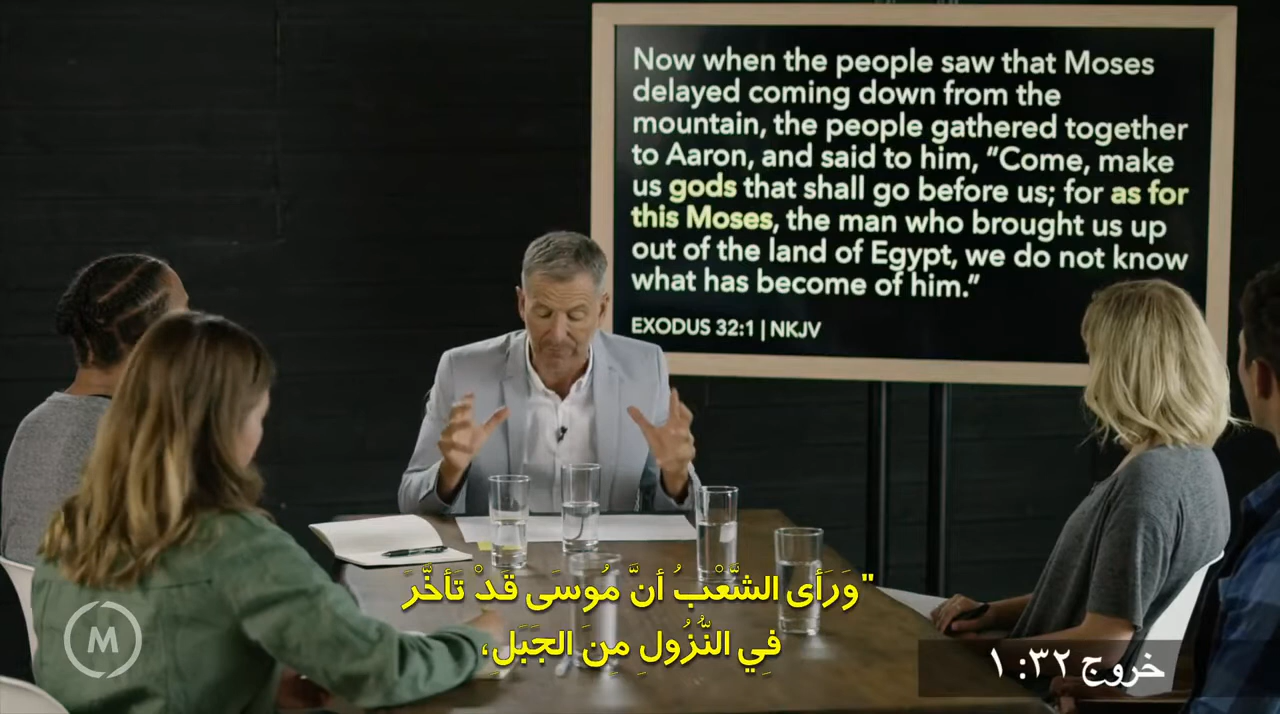 Now when the people saw that Moses
delayed coming down from the
mountain, the people gathered together
to Aaron, and said to him, “Come, make
us gods that shall go before us; for as for
this Moses, the man who brought us up
out of the land of Egypt, we do not know
what has become of him.”
EXODUS 32:1 | NKJV
"وَرَأى الشَّعْبُ أنَّ مُوسَى قَدْ تَأخَّرَ
فِي النُّزُولِ مِنَ الجَبَلِ،
خروج ٣٢: ١
M